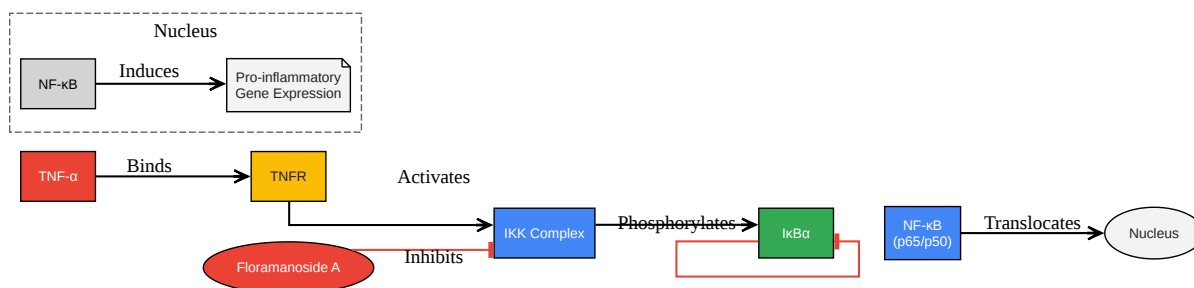 Nucleus
NF-κB
Induces
Pro-inflammatory
Gene Expression
TNF-α
Binds
TNFR
Activates
IKK Complex
Phosphorylates
IκBα
NF-κB
(p65/p50)
Translocates
Nucleus
Floramanoside A
Inhibits